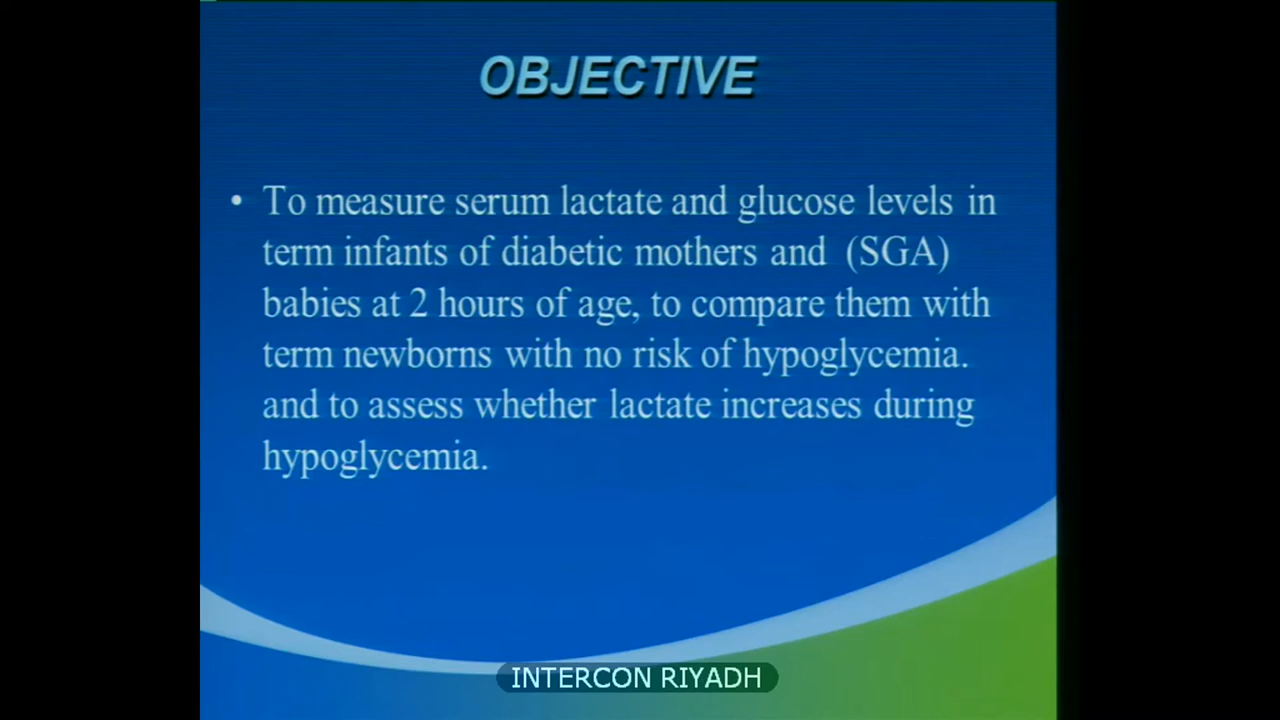 OBJECTIVE
• To measure serum lactate and glucose levels in
term infants of diabetic mothers and (SGA)
babies at 2 hours of age, to compare them with
term newborns with no risk of hypoglycemia.
and to assess whether lactate increases during
hypoglycemia.
INTERCON RIYADH